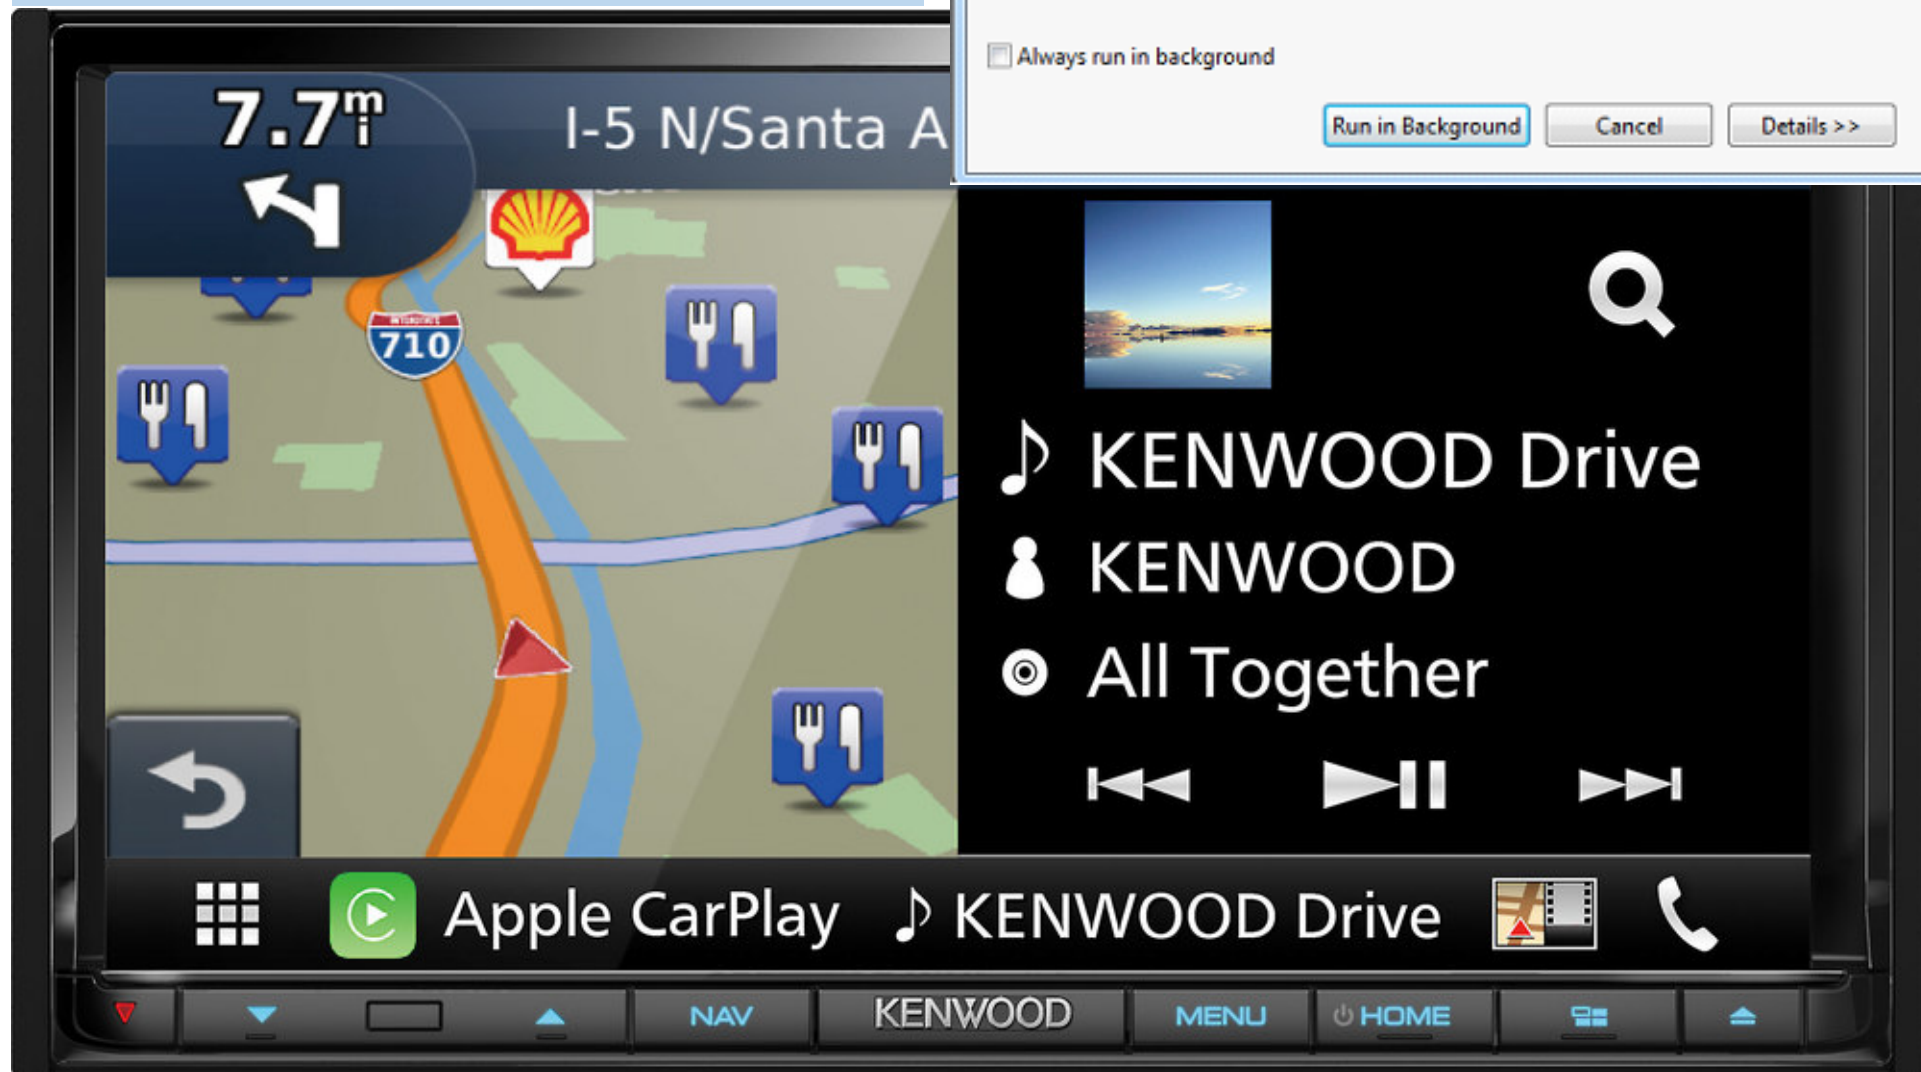 Always run in background
Run in Background
Cancel
Details >>
7.7mi
I-5 N/Santa A
INTERSTATE
710
KENWOOD Drive
KENWOOD
All Together
Apple CarPlay
KENWOOD Drive
NAV
KENWOOD
MENU
HOME